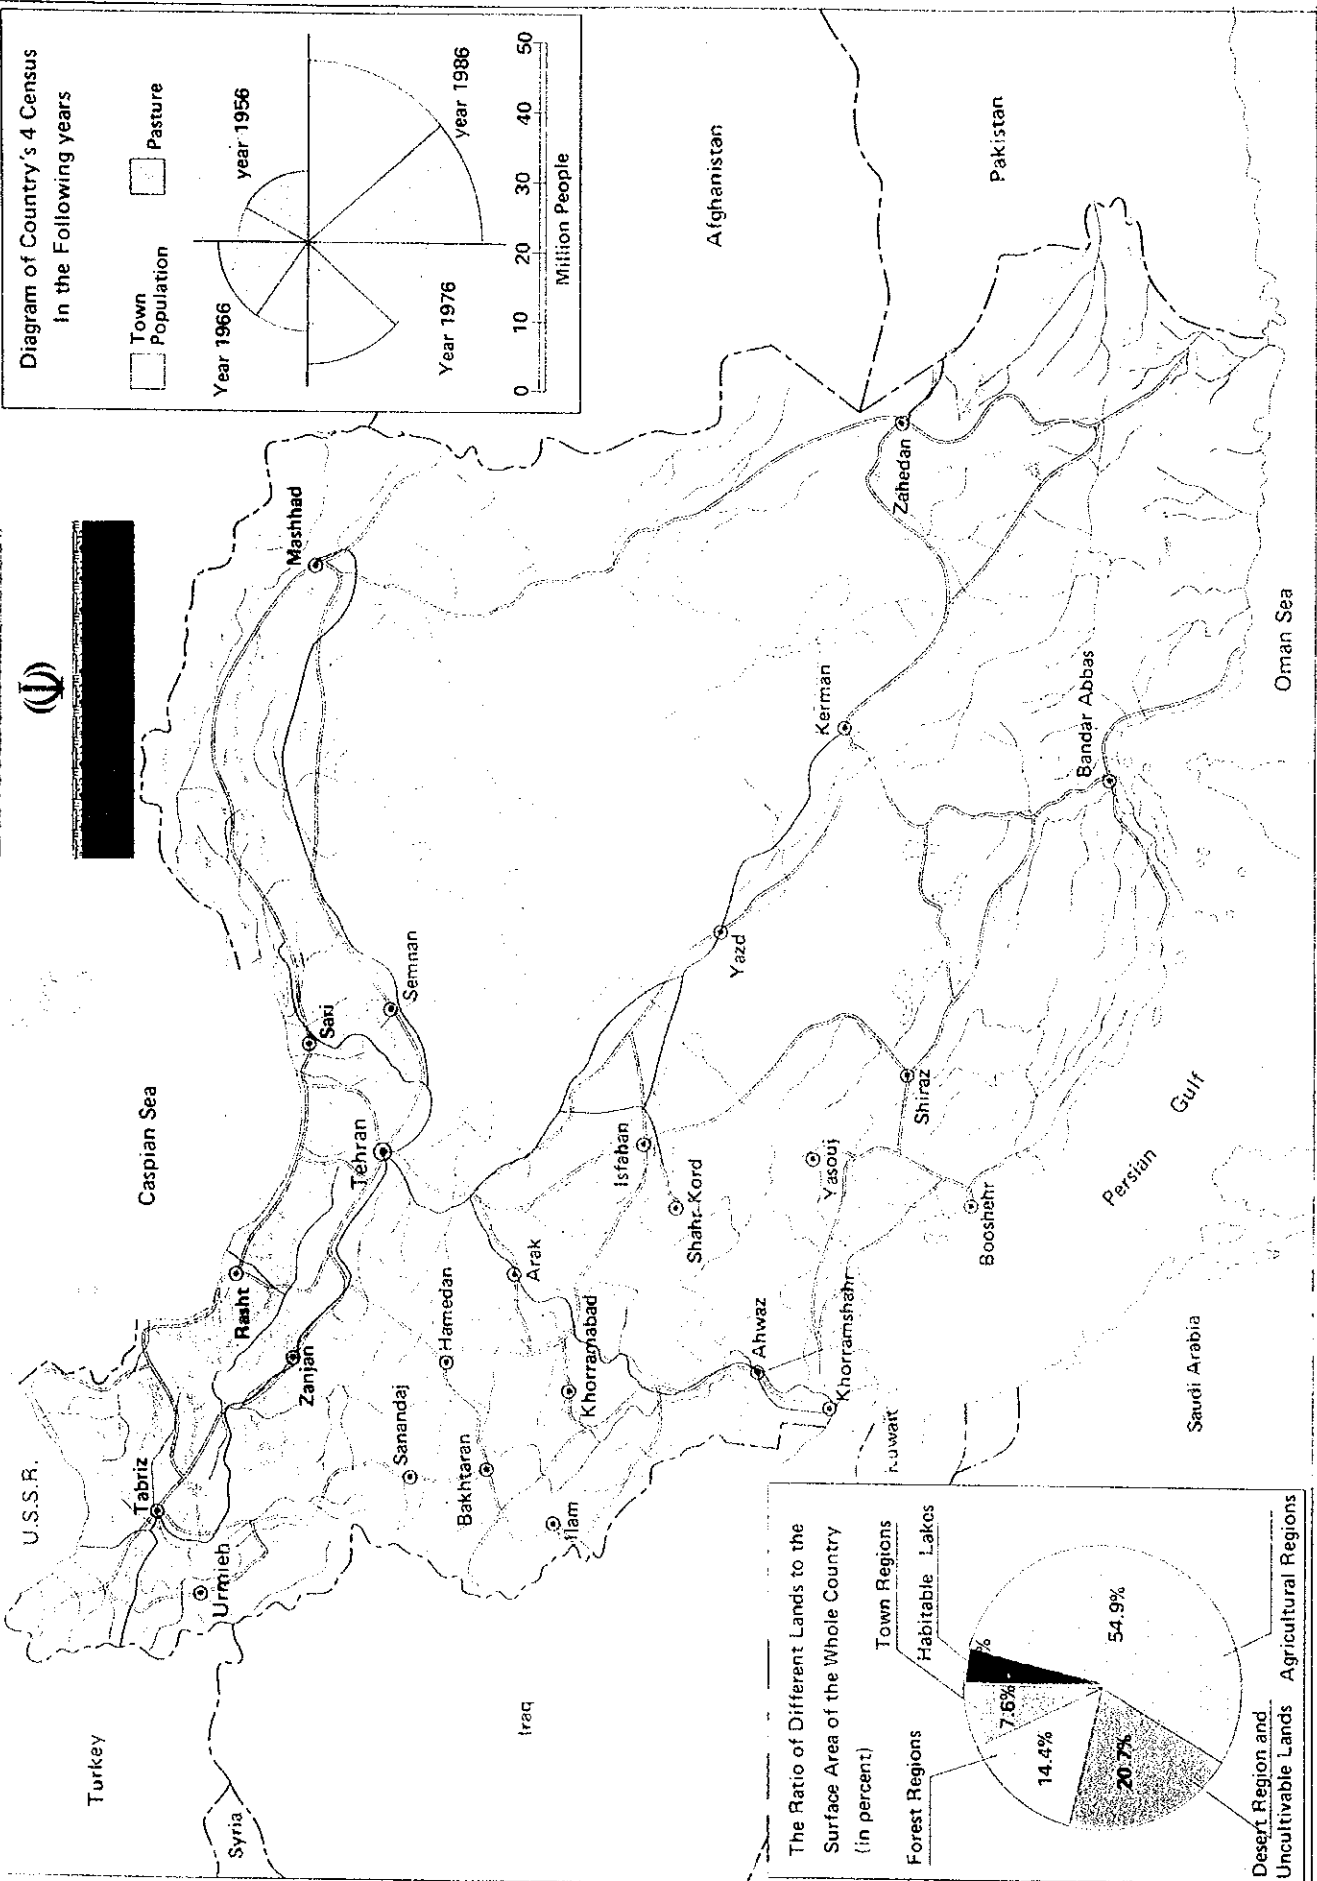 Diagram of Country's 4 Census
In the Following years
Town
Population
Pasture
Year 1966
year 1956
Year 1976
year 1986
0 10 20 30 40 50
Million People
U.S.S.R.
Turkey
Syria
Iraq
Caspian Sea
Afghanistan
Pakistan
Kuwait
Saudi Arabia
Persian Gulf
Oman Sea
Tabriz
Urmieh
Rasht
Zanjan
Sanandaj
Bakhtaran
Hamedan
Ilam
Khorramabad
Arak
Tehran
Sari
Semnan
Mashhad
Isfahan
Shahr-Kord
Ahwaz
Khorramshahr
Yasouj
Booshehr
Shiraz
Yazd
Kerman
Zahedan
Bandar Abbas
The Ratio of Different Lands to the
Surface Area of the Whole Country
(in percent)
Forest Regions
Town Regions
Habitable Lakes
%
7.6%
14.4%
20.7%
54.9%
Desert Region and
Uncultivable Lands
Agricultural Regions